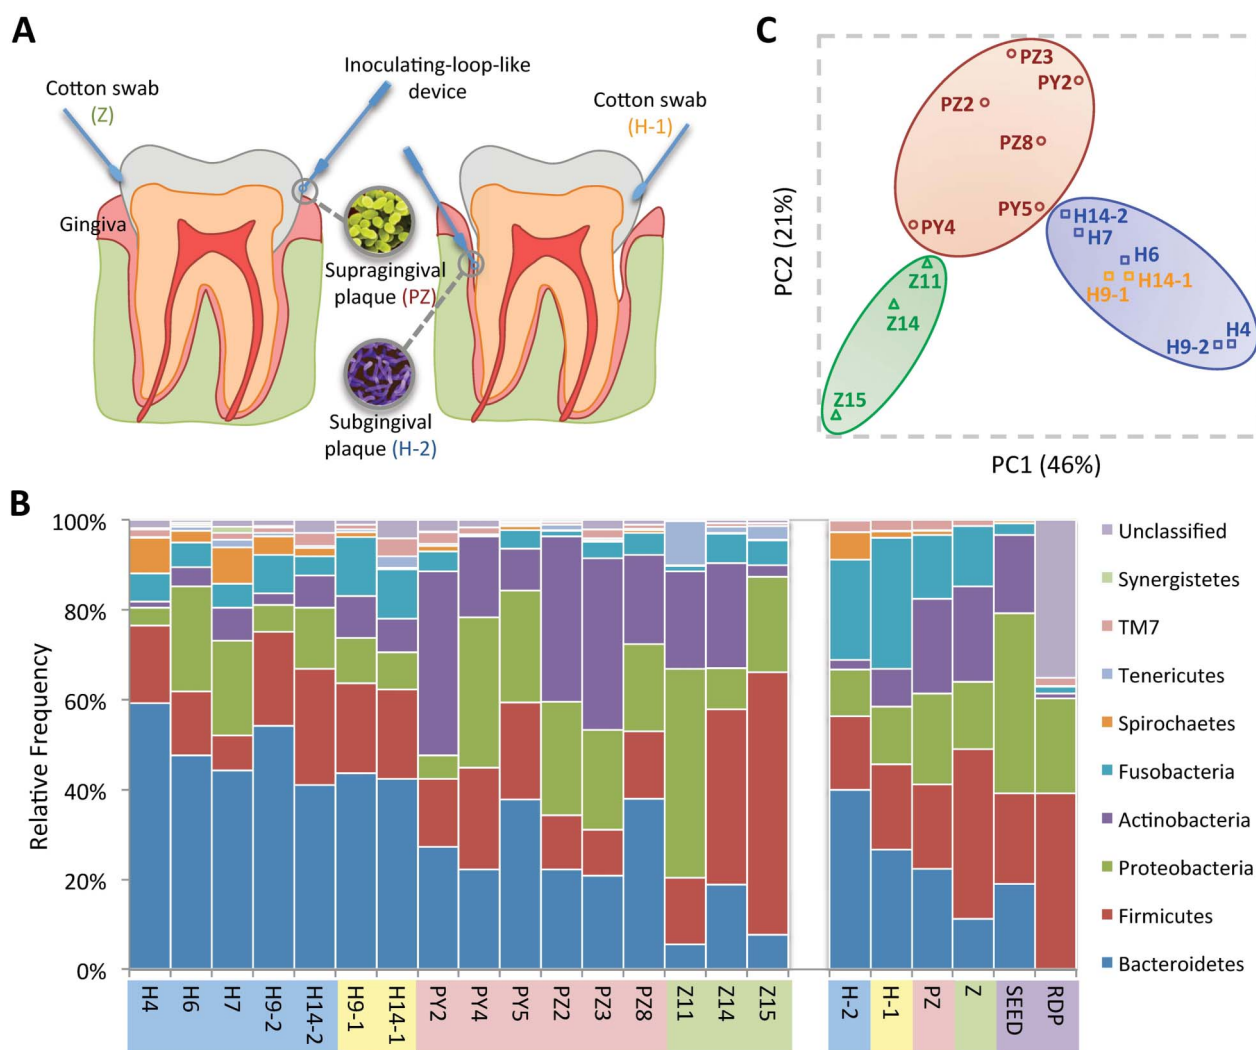 A
Cotton swab
(Z)
Inoculating-loop-like
device
Cotton swab
(H-1)
Gingiva
Supragingival
plaque (PZ)
Subgingival
plaque (H-2)
C
PC2 (21%)
PZ3
PY2
PZ2
PZ8
PY5
PY4
H14-2
H7
H6
H14-1
H9-1
H4
H9-2
Z11
Z14
Z15
PC1 (46%)
B
Relative Frequency
100%
80%
60%
40%
20%
0%
H4
H6
H7
H9-2
H14-2
H9-1
H14-1
PY2
PY4
PY5
PZ2
PZ3
PZ8
Z11
Z14
Z15
H-2
H-1
PZ
Z
SEED
RDP
Unclassified
Synergistetes
TM7
Tenericutes
Spirochaetes
Fusobacteria
Actinobacteria
Proteobacteria
Firmicutes
Bacteroidetes